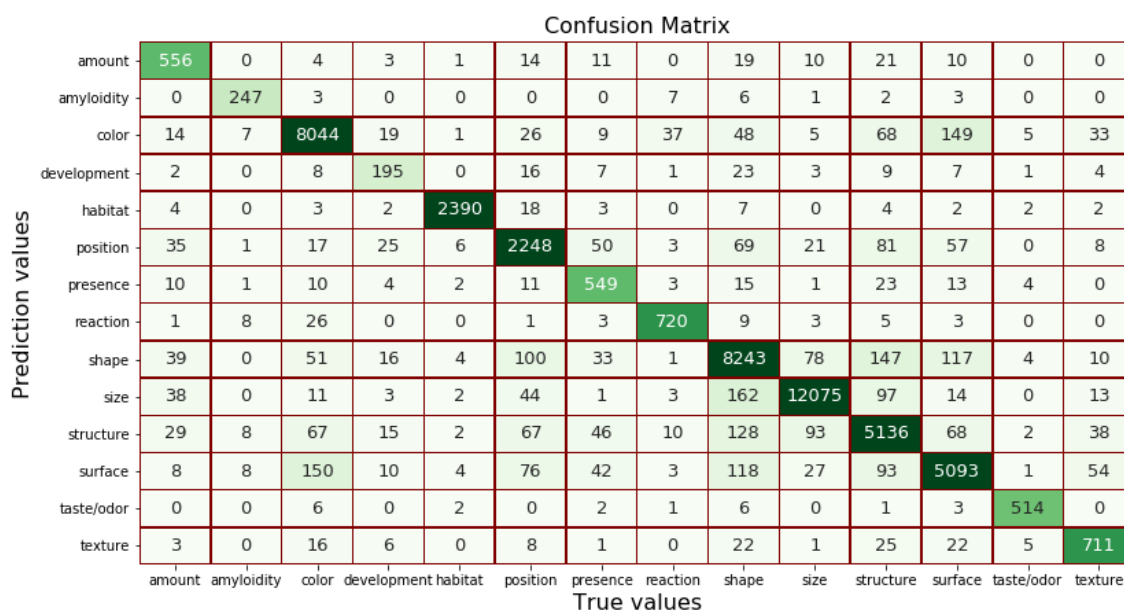 Confusion Matrix
Prediction values
amount 556 0 4 3 1 14 11 0 19 10 21 10 0 0
amyloidity 0 247 3 0 0 0 0 7 6 1 2 3 0 0
color 14 7 8044 19 1 26 9 37 48 5 68 149 5 33
development 2 0 8 195 0 16 7 1 23 3 9 7 1 4
habitat 4 0 3 2 2390 18 3 0 7 0 4 2 2 2
position 35 1 17 25 6 2248 50 3 69 21 81 57 0 8
presence 10 1 10 4 2 11 549 3 15 1 23 13 4 0
reaction 1 8 26 0 0 1 3 720 9 3 5 3 0 0
shape 39 0 51 16 4 100 33 1 8243 78 147 117 4 10
size 38 0 11 3 2 44 1 3 162 12075 97 14 0 13
structure 29 8 67 15 2 67 46 10 128 93 5136 68 2 38
surface 8 8 150 10 4 76 42 3 118 27 93 5093 1 54
taste/odor 0 0 6 0 2 0 2 1 6 0 1 3 514 0
texture 3 0 16 6 0 8 1 0 22 1 25 22 5 711
amount amyloidity color development habitat position presence reaction shape size structure surface taste/odor texture
True values